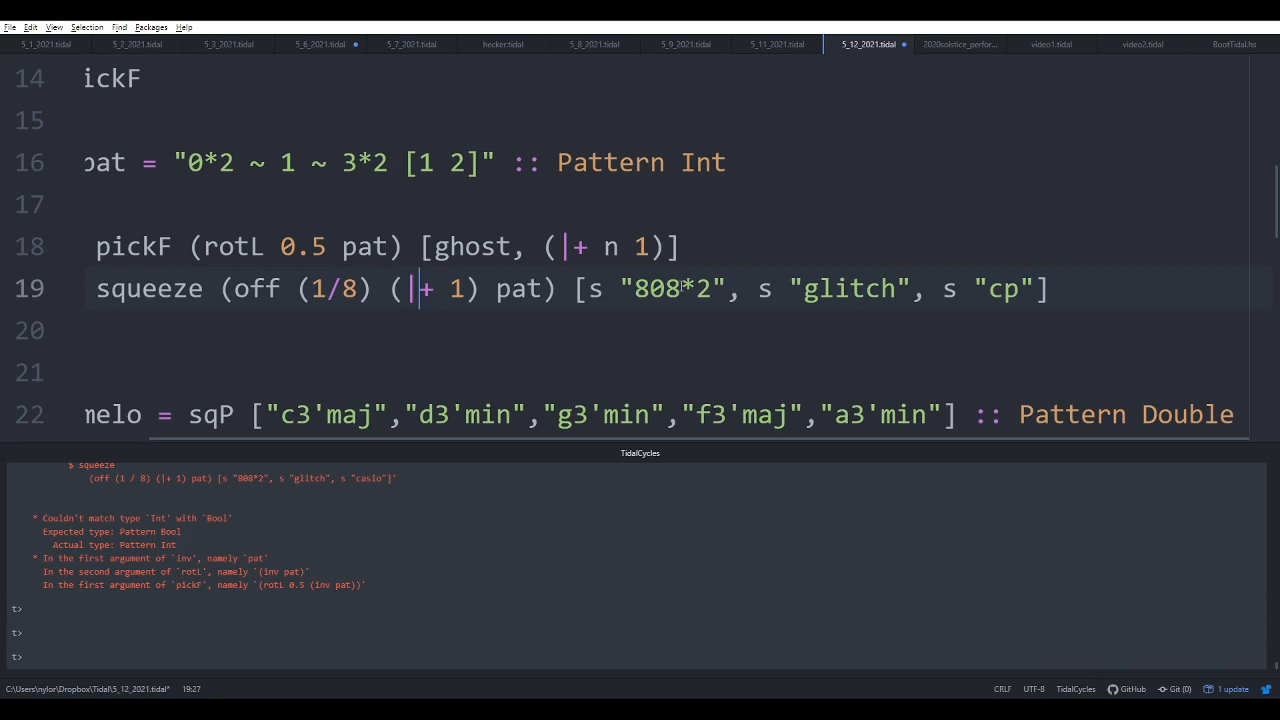 File Edit View Selection Find Packages Help
5_1_2021.tidal 5_2_2021.tidal 5_3_2021.tidal 5_6_2021.tidal 5_7_2021.tidal hecker.tidal 5_8_2021.tidal 5_9_2021.tidal 5_11_2021.tidal 5_12_2021.tidal 2020solstice_perfor... video1.tidal video2.tidal BootTidal.hs
14 ickF
15
16 pat = "0*2 ~ 1 ~ 3*2 [1 2]" :: Pattern Int
17
18 pickF (rotL 0.5 pat) [ghost, (|+ n 1)]
19 squeeze (off (1/8) (|+ 1) pat) [s "808*2", s "glitch", s "cp"]
20
21
22 melo = sqP ["c3'maj","d3'min","g3'min","f3'maj","a3'min"] :: Pattern Double
TidalCycles
$ squeeze
(off (1 / 8) (|+ 1) pat) [s "808*2", s "glitch", s "casio"]'
* Couldn't match type `Int' with `Bool'
Expected type: Pattern Bool
Actual type: Pattern Int
* In the first argument of `inv', namely `pat'
In the second argument of `rotL', namely `(inv pat)'
In the first argument of `pickF', namely `(rotL 0.5 (inv pat))'
t>
t>
t>
C:\Users\nylor\Dropbox\Tidal\5_12_2021.tidal* 19:27 CRLF UTF-8 TidalCycles GitHub Git (0) 1 update